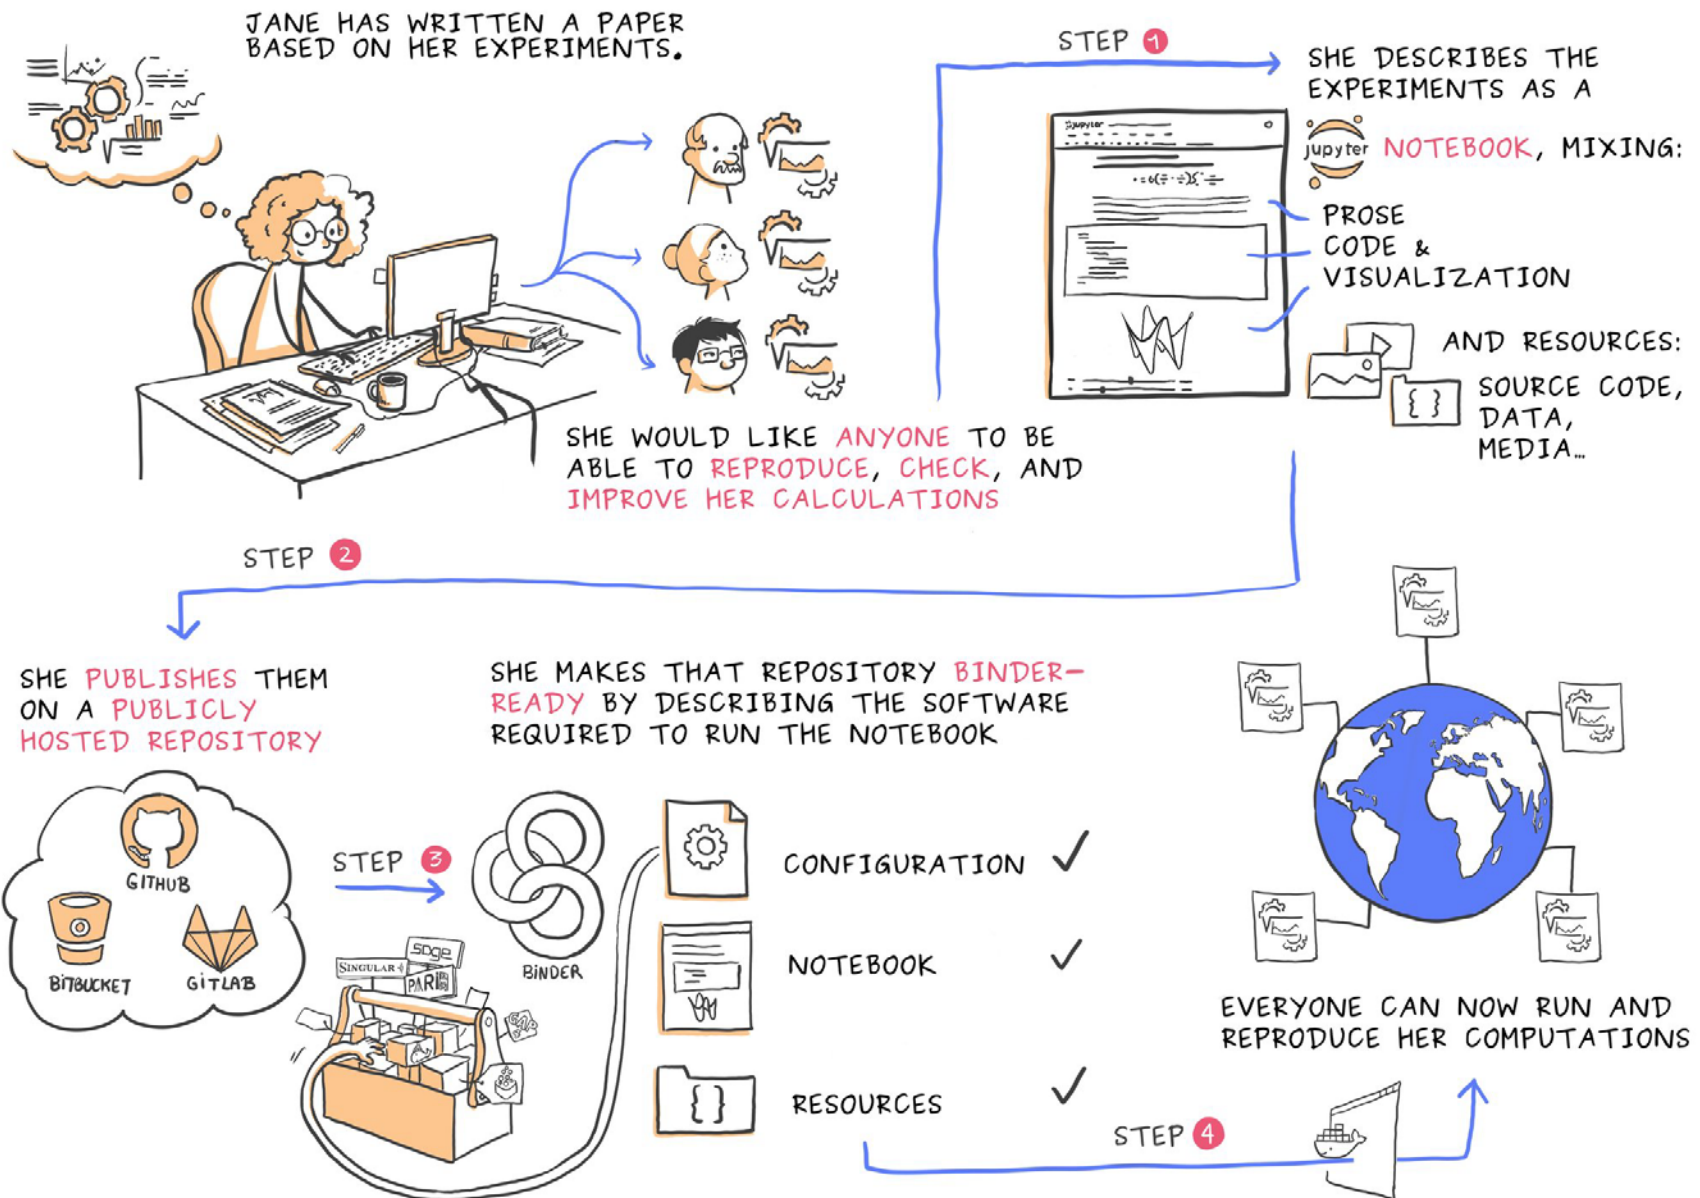 JANE HAS WRITTEN A PAPER
BASED ON HER EXPERIMENTS.
SHE WOULD LIKE ANYONE TO BE
ABLE TO REPRODUCE, CHECK, AND
IMPROVE HER CALCULATIONS
STEP 1
SHE DESCRIBES THE
EXPERIMENTS AS A
jupyter NOTEBOOK, MIXING:
jupyter
PROSE
CODE &
VISUALIZATION
AND RESOURCES:
SOURCE CODE,
DATA,
MEDIA…
STEP 2
SHE PUBLISHES THEM
ON A PUBLICLY
HOSTED REPOSITORY
GITHUB
BITBUCKET
GITLAB
STEP 3
SHE MAKES THAT REPOSITORY BINDER-
READY BY DESCRIBING THE SOFTWARE
REQUIRED TO RUN THE NOTEBOOK
BINDER
sage
SINGULAR
PARI
GAP
CONFIGURATION
NOTEBOOK
{ }
RESOURCES
STEP 4
EVERYONE CAN NOW RUN AND
REPRODUCE HER COMPUTATIONS